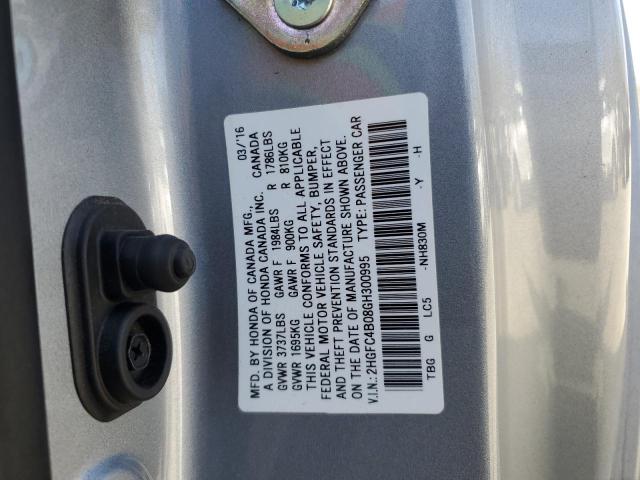 MFD. BY HONDA OF CANADA MFG., 03/'16
A DIVISION OF HONDA CANADA INC. CANADA
GVWR 3737LBS GAWR F 1984LBS R 1786LBS
GVWR 1695KG GAWR F 900KG R 810KG
THIS VEHICLE CONFORMS TO ALL APPLICABLE
FEDERAL MOTOR VEHICLE SAFETY, BUMPER,
AND THEFT PREVENTION STANDARDS IN EFFECT
ON THE DATE OF MANUFACTURE SHOWN ABOVE.
V.I.N.: 2HGFC4B08GH300995 TYPE: PASSENGER CAR
TBG G LC5 -NH830M -Y -H